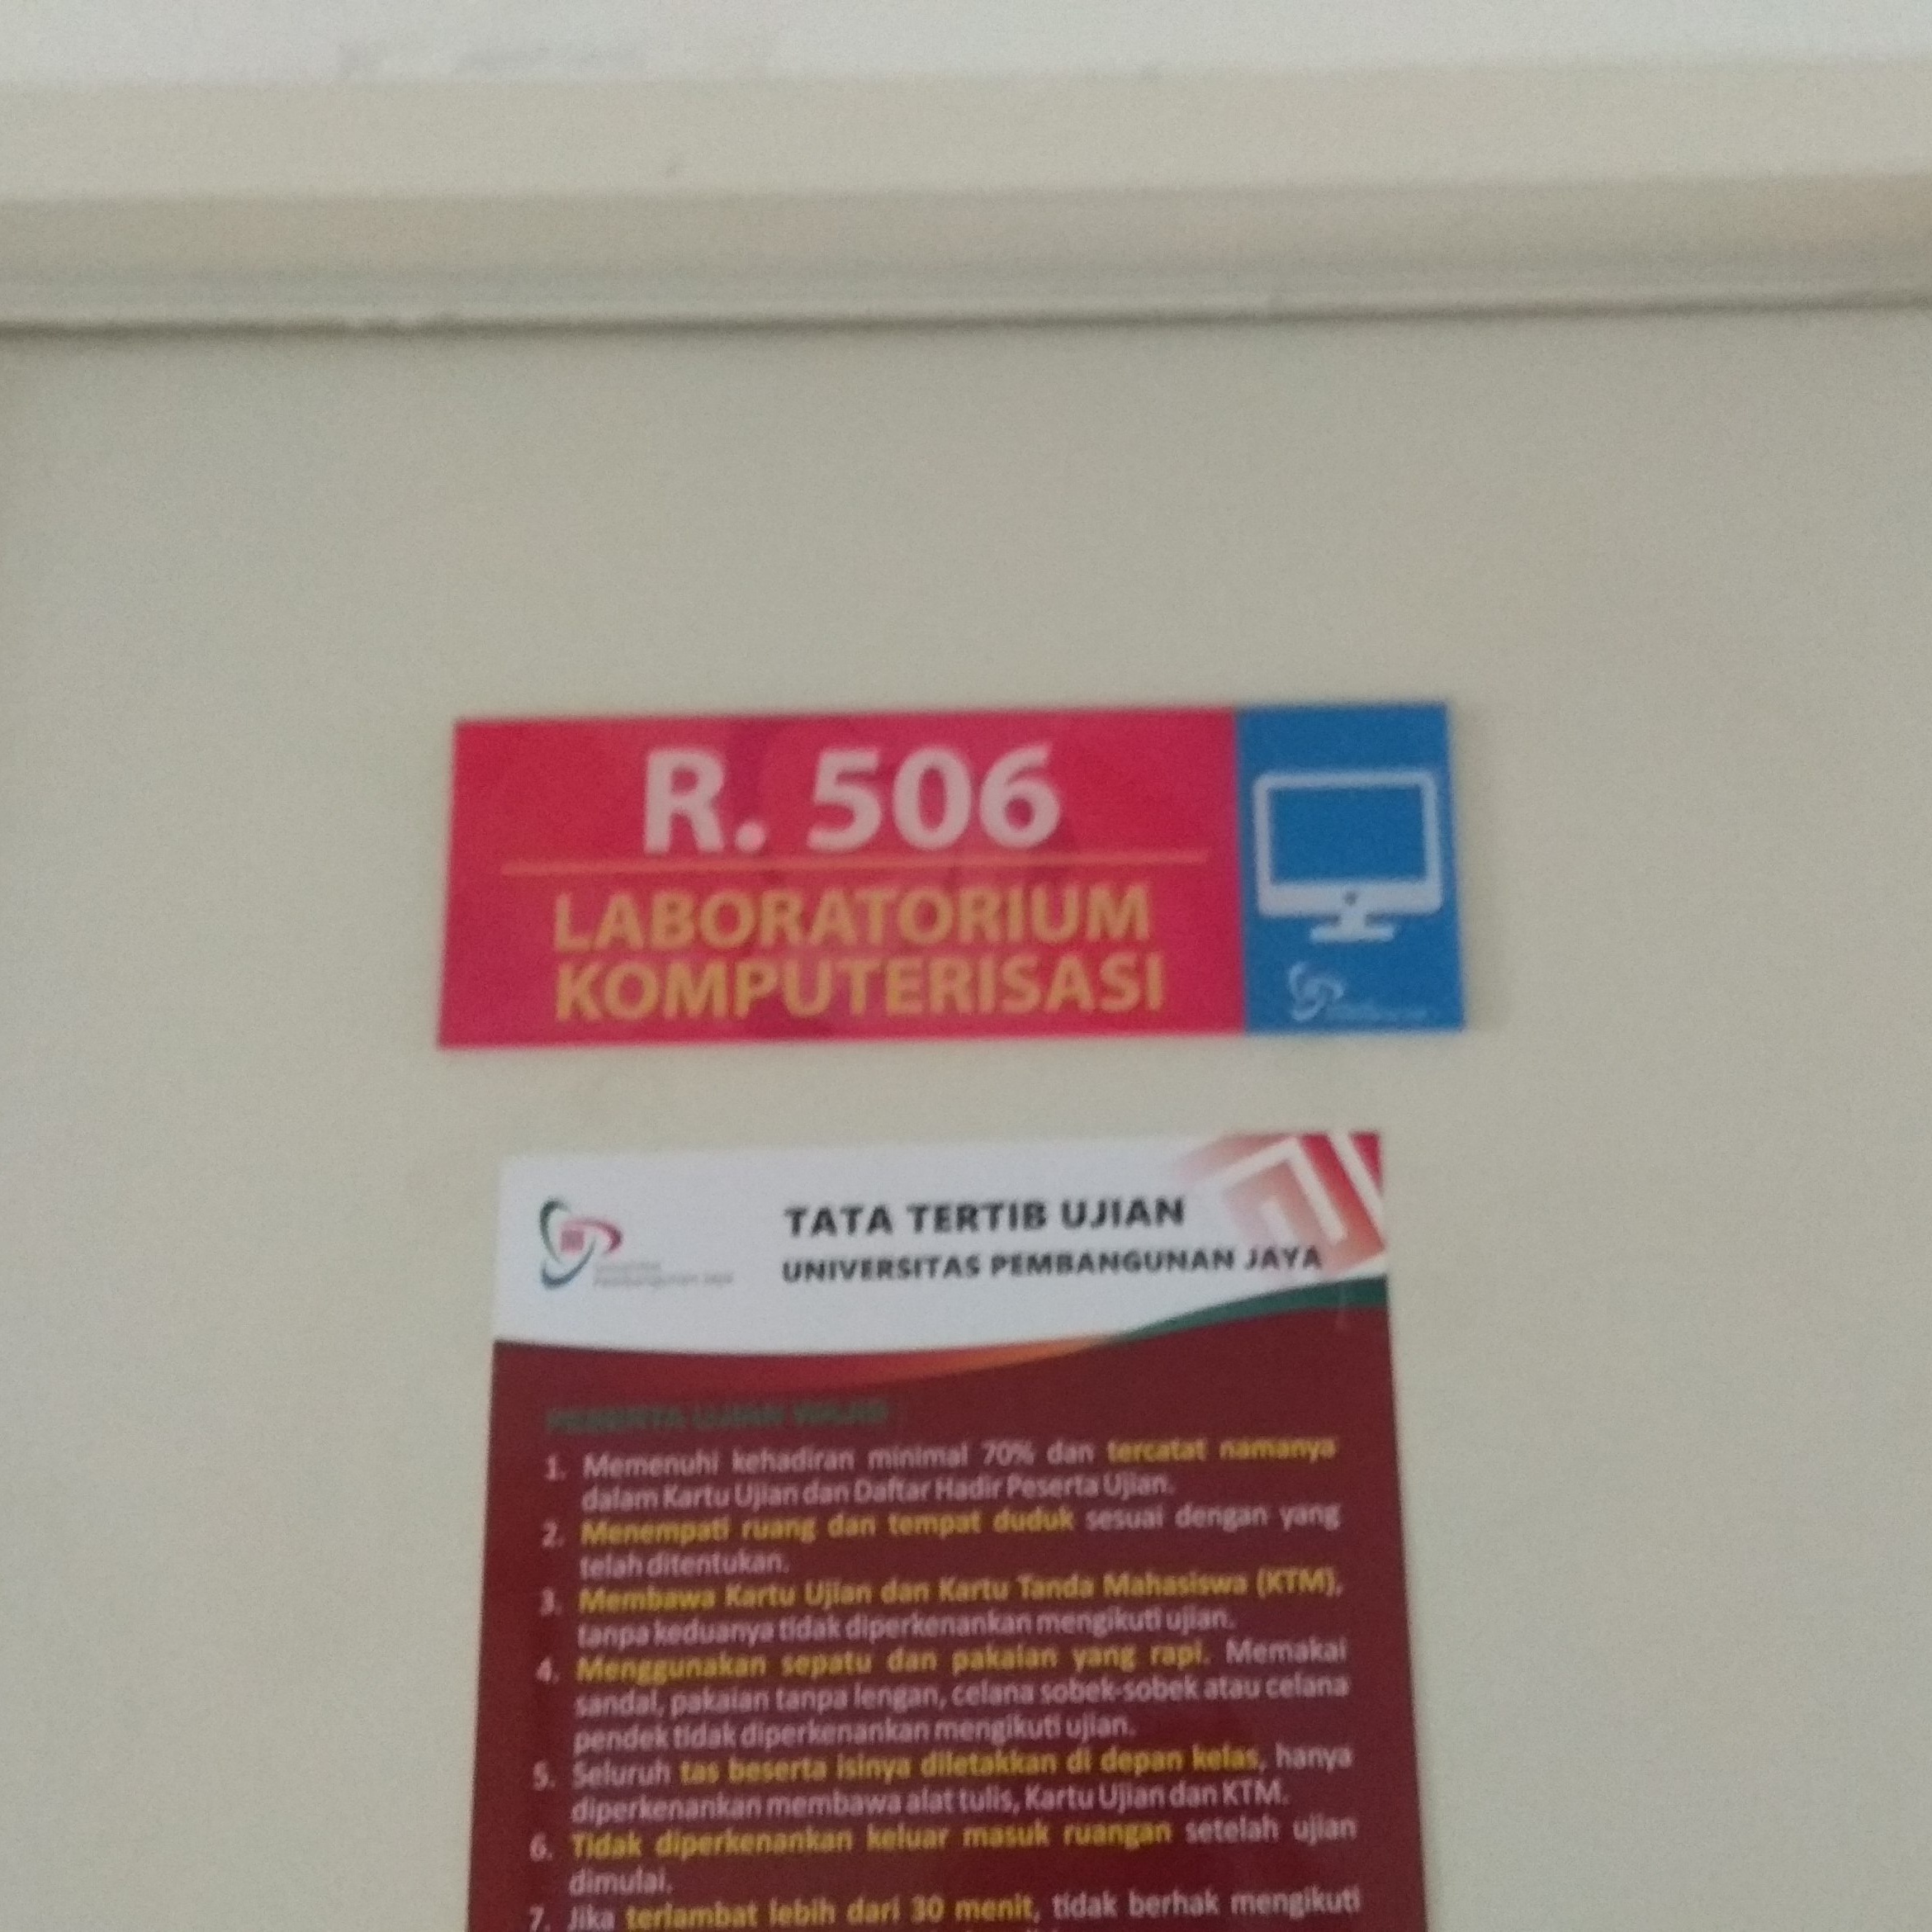 R. 506
LABORATORIUM
KOMPUTERISASI
TATA TERTIB UJIAN
UNIVERSITAS PEMBANGUNAN JAYA
Pembangunan Jaya
PESERTA UJIAN WAJIB :
1. Memenuhi kehadiran minimal 70% dan tercatat namanya
dalam Kartu Ujian dan Daftar Hadir Peserta Ujian.
2. Menempati ruang dan tempat duduk sesuai dengan yang
telah ditentukan.
3. Membawa Kartu Ujian dan Kartu Tanda Mahasiswa (KTM),
tanpa keduanya tidak diperkenankan mengikuti ujian.
4. Menggunakan sepatu dan pakaian yang rapi. Memakai
sandal, pakaian tanpa lengan, celana sobek-sobek atau celana
pendek tidak diperkenankan mengikuti ujian.
5. Seluruh tas beserta isinya diletakkan di depan kelas, hanya
diperkenankan membawa alat tulis, Kartu Ujian dan KTM.
6. Tidak diperkenankan keluar masuk ruangan setelah ujian
dimulai.
7. Jika terlambat lebih dari 30 menit, tidak berhak mengikuti